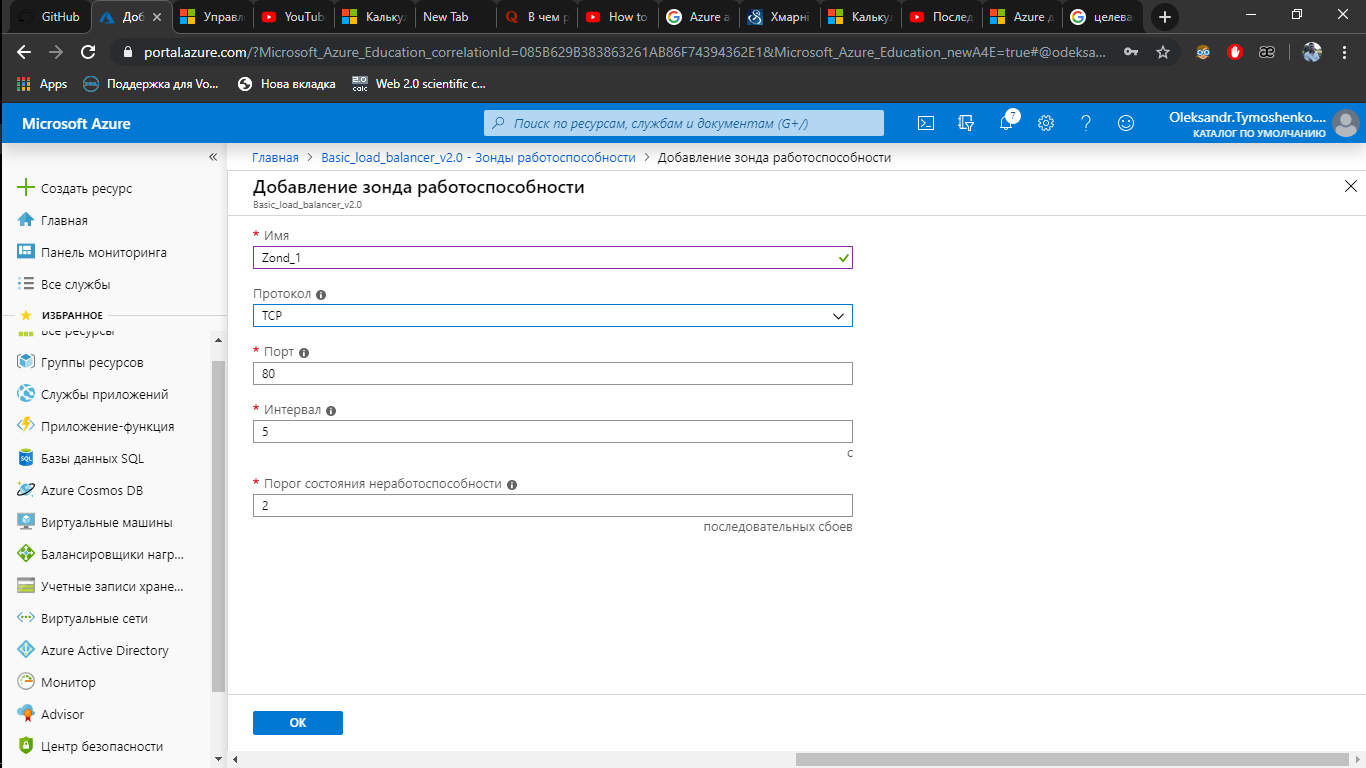 GitHub
Доб
Управл
YouTub
Кальку
New Tab
В чем р
How to
Azure a
Хмарні
Кальку
Послед
Azure д
целева
portal.azure.com/?Microsoft_Azure_Education_correlationId=085B629B383863261AB86F74394362E1&Microsoft_Azure_Education_newA4E=true#@odeksa...
Apps
Поддержка для Vo...
Нова вкладка
Web 2.0 scientific c...
Microsoft Azure
Поиск по ресурсам, службам и документам (G+/)
7
Oleksandr.Tymoshenko....
КАТАЛОГ ПО УМОЛЧАНИЮ
Главная > Basic_load_balancer_v2.0 - Зонды работоспособности > Добавление зонда работоспособности
Добавление зонда работоспособности
Basic_load_balancer_v2.0
Создать ресурс
Главная
Панель мониторинга
Все службы
ИЗБРАННОЕ
Все ресурсы
Группы ресурсов
Службы приложений
Приложение-функция
Базы данных SQL
Azure Cosmos DB
Виртуальные машины
Балансировщики нагр...
Учетные записи хране...
Виртуальные сети
Azure Active Directory
Монитор
Advisor
Центр безопасности
* Имя
Zond_1
Протокол
TCP
* Порт
80
* Интервал
5
с
* Порог состояния неработоспособности
2
последовательных сбоев
OK